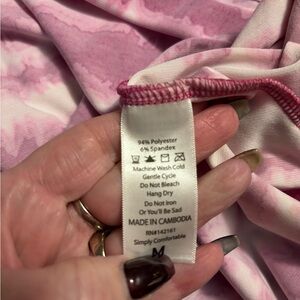 94% Polyester
6% Spandex
Machine Wash Cold
Gentle Cycle
Do Not Bleach
Hang Dry
Do Not Iron
Or You'll Be Sad
MADE IN CAMBODIA
RN#142161
Simply Comfortable
M